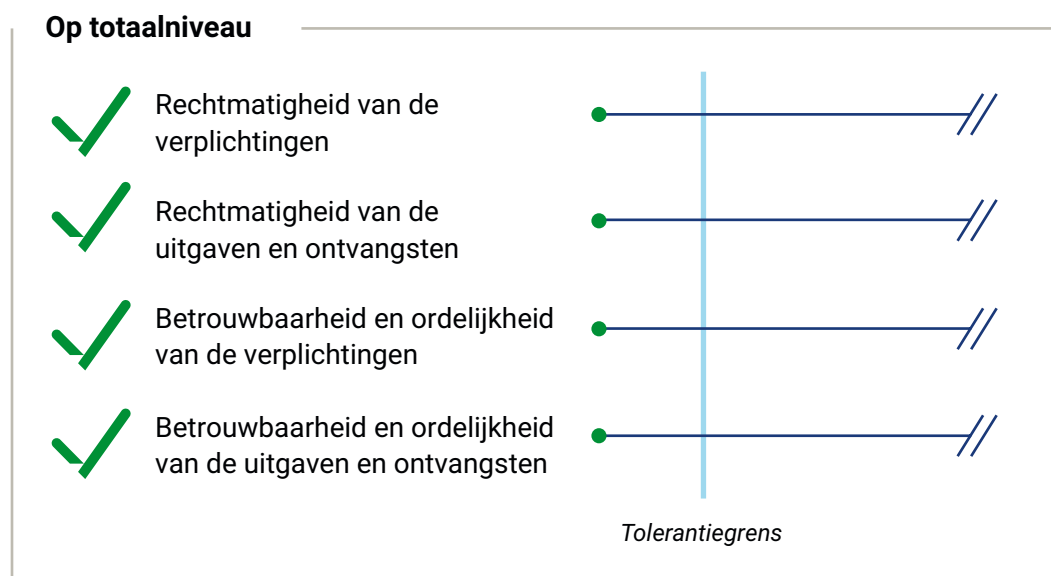 Op totaalniveau
Rechtmatigheid van de
verplichtingen
Rechtmatigheid van de
uitgaven en ontvangsten
Betrouwbaarheid en ordelijkheid
van de verplichtingen
Betrouwbaarheid en ordelijkheid
van de uitgaven en ontvangsten
Tolerantiegrens